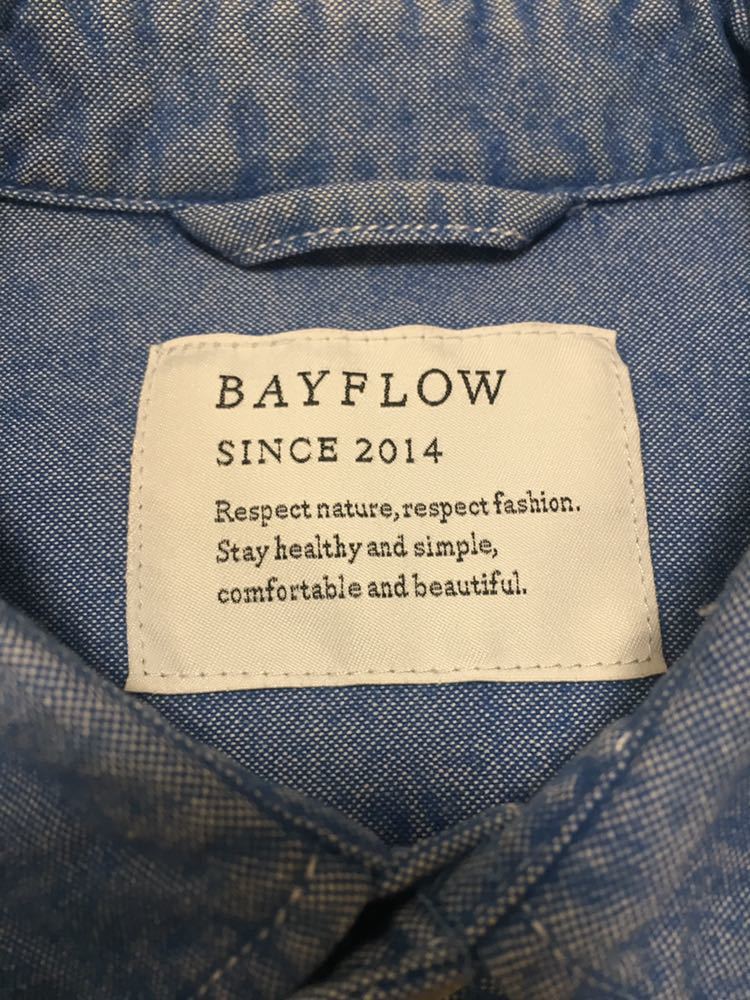 BAYFLOW
SINCE 2014
Respect nature, respect fashion.
Stay healthy and simple,
comfortable and beautiful.